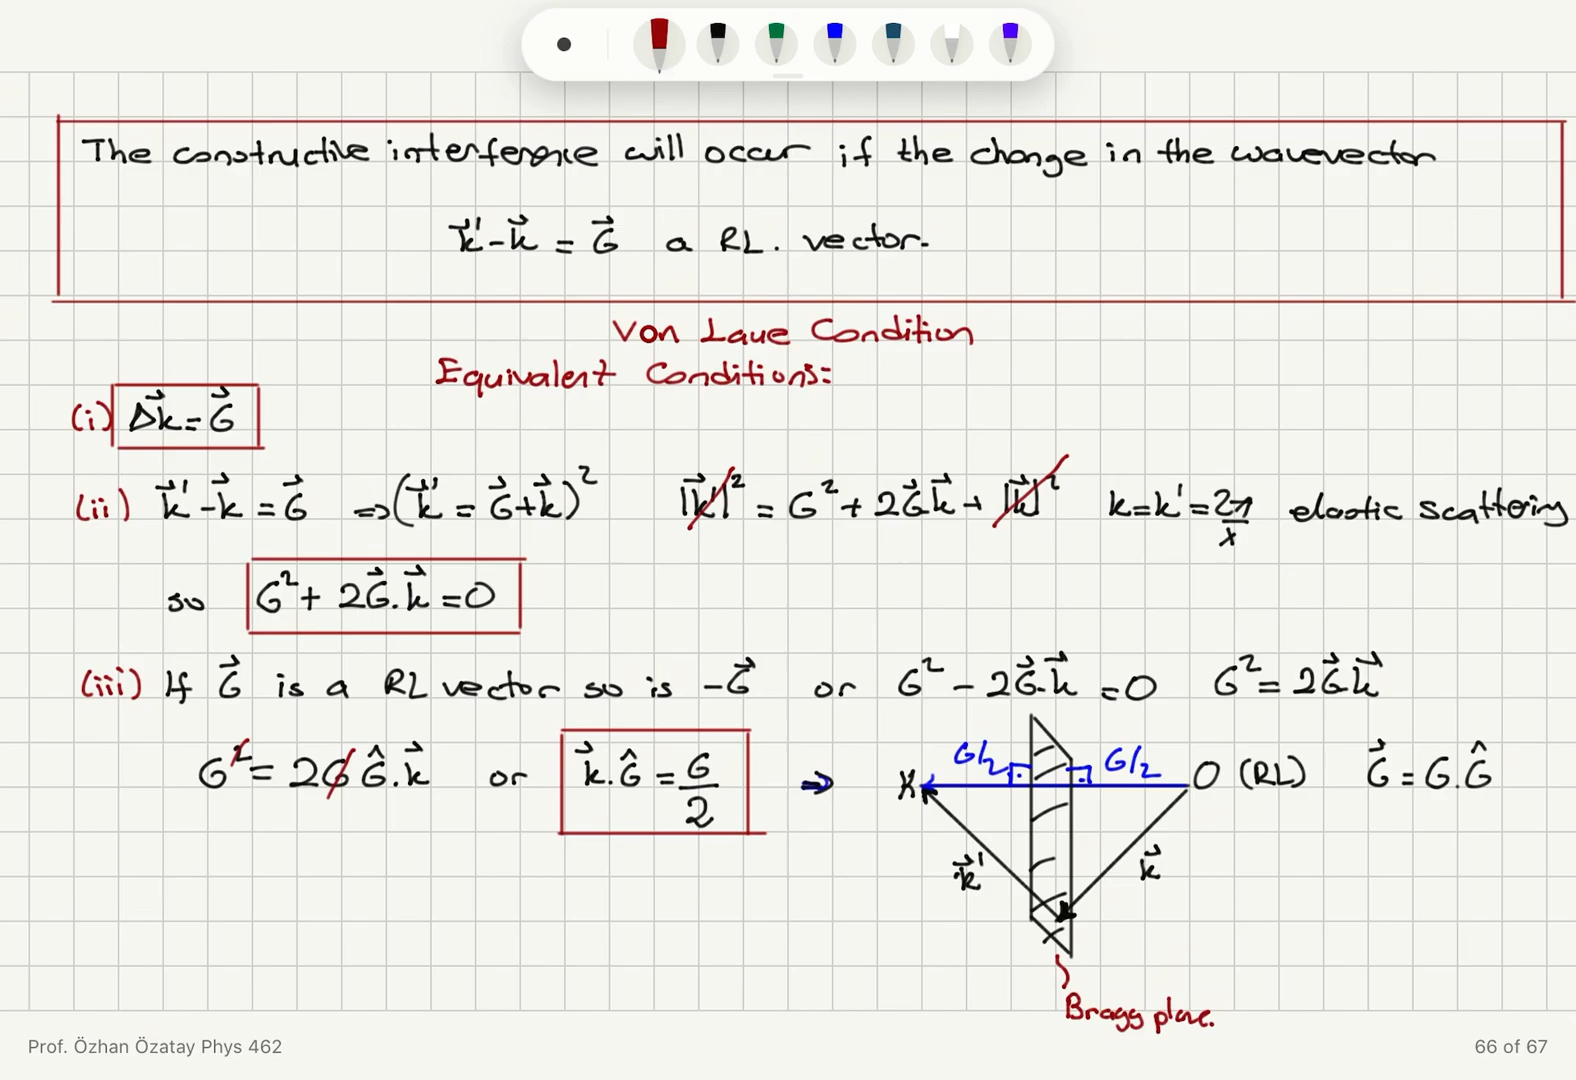 The constructive interference will occur if the change in the wavevector
k⃗' - k⃗ = G⃗ a RL. vector.
Von Laue Condition
Equivalent Conditions:
(i) Δk⃗ = G⃗
(ii) k⃗' - k⃗ = G⃗ ⇒ (k⃗' = G⃗ + k⃗)² |k⃗'|² = G² + 2G⃗k⃗ + |k⃗|² k = k' = 2π/λ elastic scattering
so G² + 2G⃗.k⃗ = 0
(iii) If G⃗ is a RL vector so is -G⃗ or G² - 2G⃗.k⃗ = 0 G² = 2G⃗k⃗
G² = 2G Ĝ.k⃗ or k⃗.Ĝ = G/2 ⇒ K G/2 G/2 O (RL) G⃗ = G.Ĝ
k⃗' k⃗
Bragg plane.
Prof. Özhan Özatay Phys 462 66 of 67